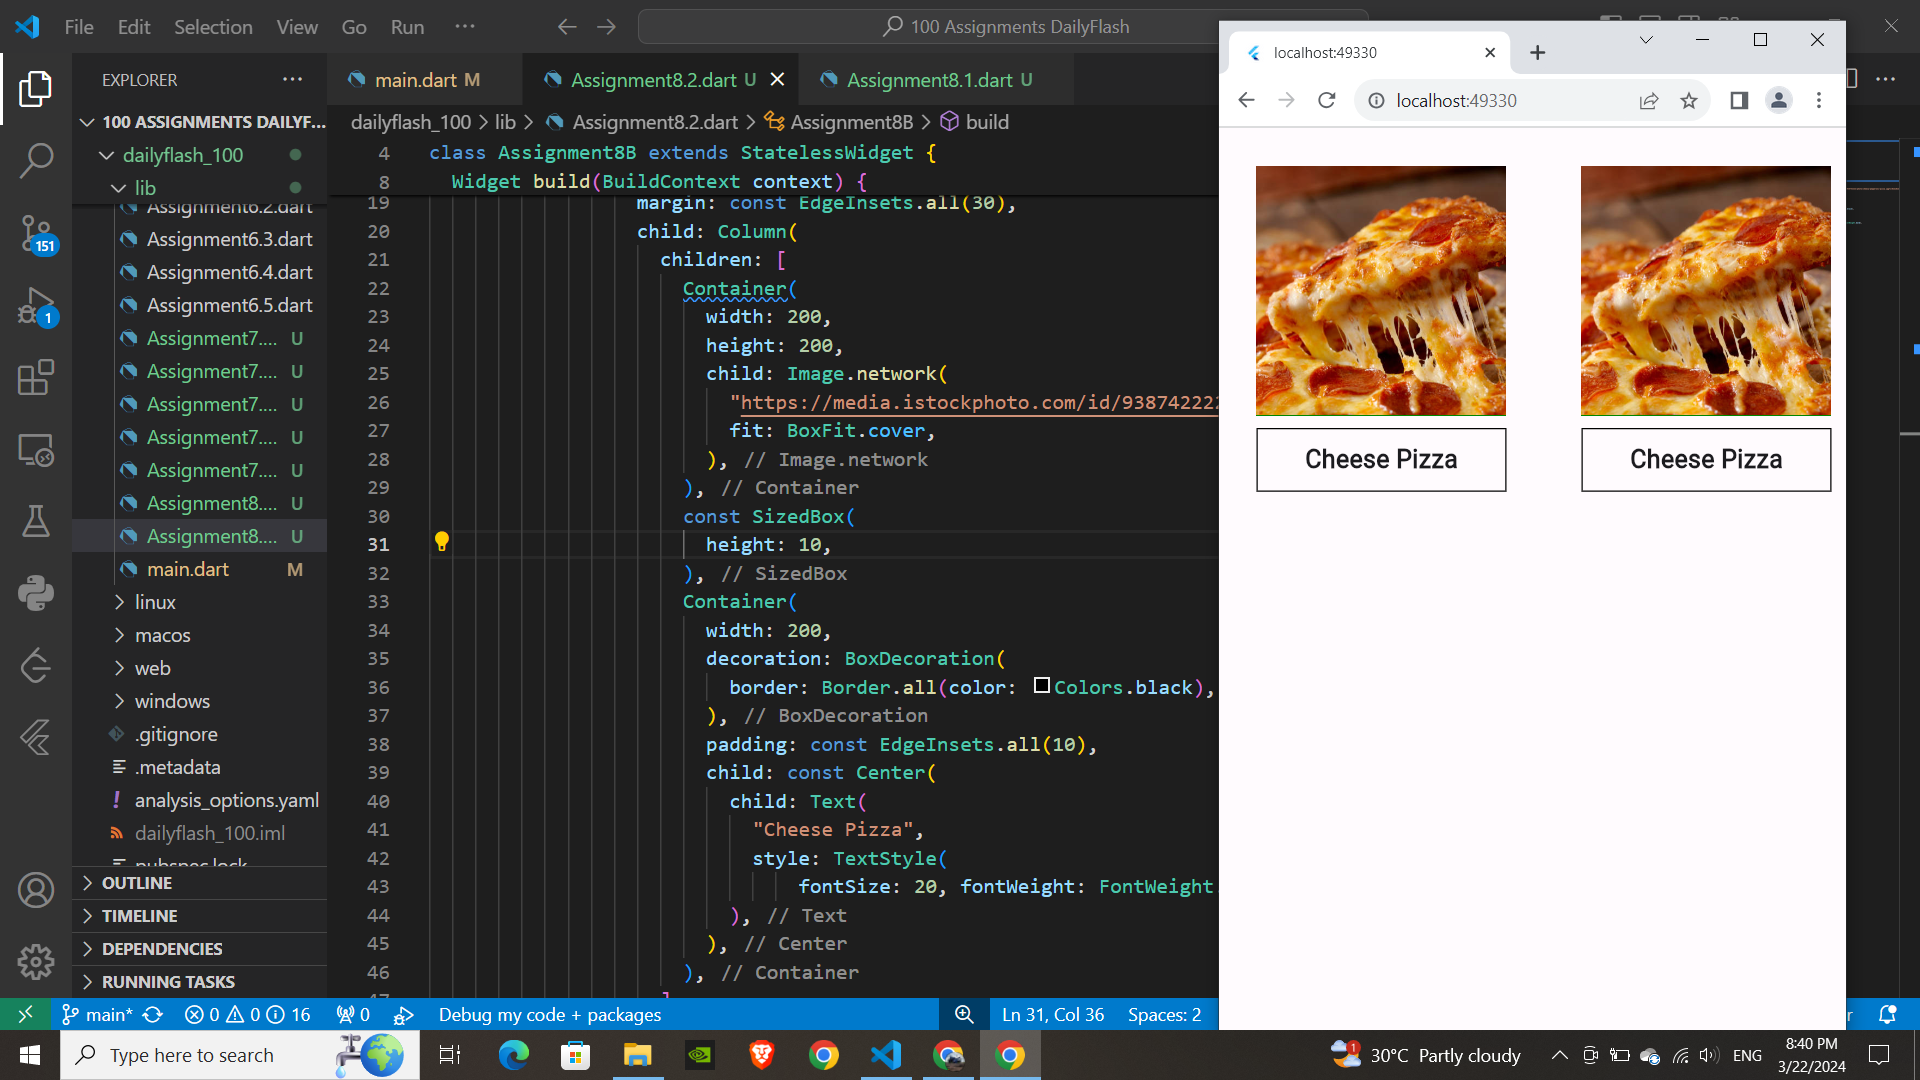 File Edit Selection View Go Run ··· 100 Assignments DailyFlash
EXPLORER
100 ASSIGNMENTS DAILYF...
dailyflash_100
lib
Assignment6.2.dart
Assignment6.3.dart
Assignment6.4.dart
Assignment6.5.dart
Assignment7.... U
Assignment7.... U
Assignment7.... U
Assignment7.... U
Assignment7.... U
Assignment8.... U
Assignment8.... U
main.dart M
linux
macos
web
windows
.gitignore
.metadata
analysis_options.yaml
dailyflash_100.iml
pubspec.lock
OUTLINE
TIMELINE
DEPENDENCIES
RUNNING TASKS
151
1
main.dart M Assignment8.2.dart U Assignment8.1.dart U
dailyflash_100 > lib > Assignment8.2.dart > Assignment8B > build
4 class Assignment8B extends StatelessWidget {
8 Widget build(BuildContext context) {
19 margin: const EdgeInsets.all(30),
20 child: Column(
21 children: [
22 Container(
23 width: 200,
24 height: 200,
25 child: Image.network(
26 "https://media.istockphoto.com/id/938742222
27 fit: BoxFit.cover,
28 ), // Image.network
29 ), // Container
30 const SizedBox(
31 height: 10,
32 ), // SizedBox
33 Container(
34 width: 200,
35 decoration: BoxDecoration(
36 border: Border.all(color: Colors.black),
37 ), // BoxDecoration
38 padding: const EdgeInsets.all(10),
39 child: const Center(
40 child: Text(
41 "Cheese Pizza",
42 style: TextStyle(
43 fontSize: 20, fontWeight: FontWeight.
44 ), // Text
45 ), // Center
46 ), // Container
localhost:49330
localhost:49330
Cheese Pizza Cheese Pizza
main* 0 0 16 0 Debug my code + packages Ln 31, Col 36 Spaces: 2
Type here to search
1 30°C Partly cloudy ENG
8:40 PM
3/22/2024